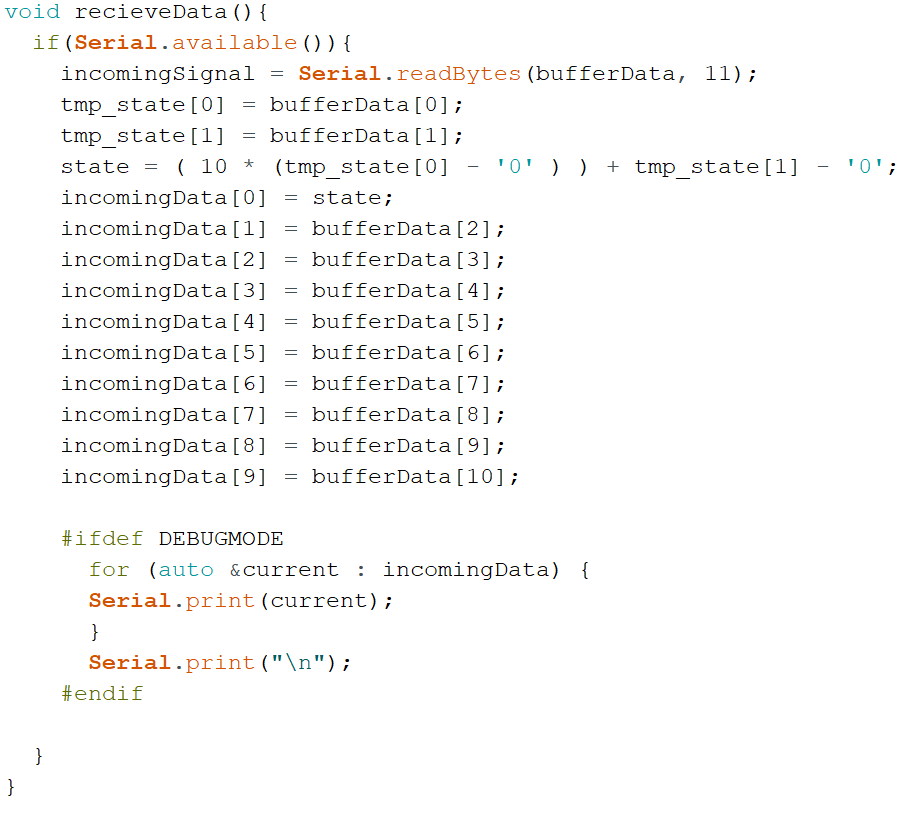 void recieveData(){
if(Serial.available()){
incomingSignal = Serial.readBytes(bufferData, 11);
tmp_state[0] = bufferData[0];
tmp_state[1] = bufferData[1];
state = ( 10 * (tmp_state[0] - '0' ) ) + tmp_state[1] - '0';
incomingData[0] = state;
incomingData[1] = bufferData[2];
incomingData[2] = bufferData[3];
incomingData[3] = bufferData[4];
incomingData[4] = bufferData[5];
incomingData[5] = bufferData[6];
incomingData[6] = bufferData[7];
incomingData[7] = bufferData[8];
incomingData[8] = bufferData[9];
incomingData[9] = bufferData[10];
#ifdef DEBUGMODE
for (auto &current : incomingData) {
Serial.print(current);
}
Serial.print("\n");
#endif
}
}